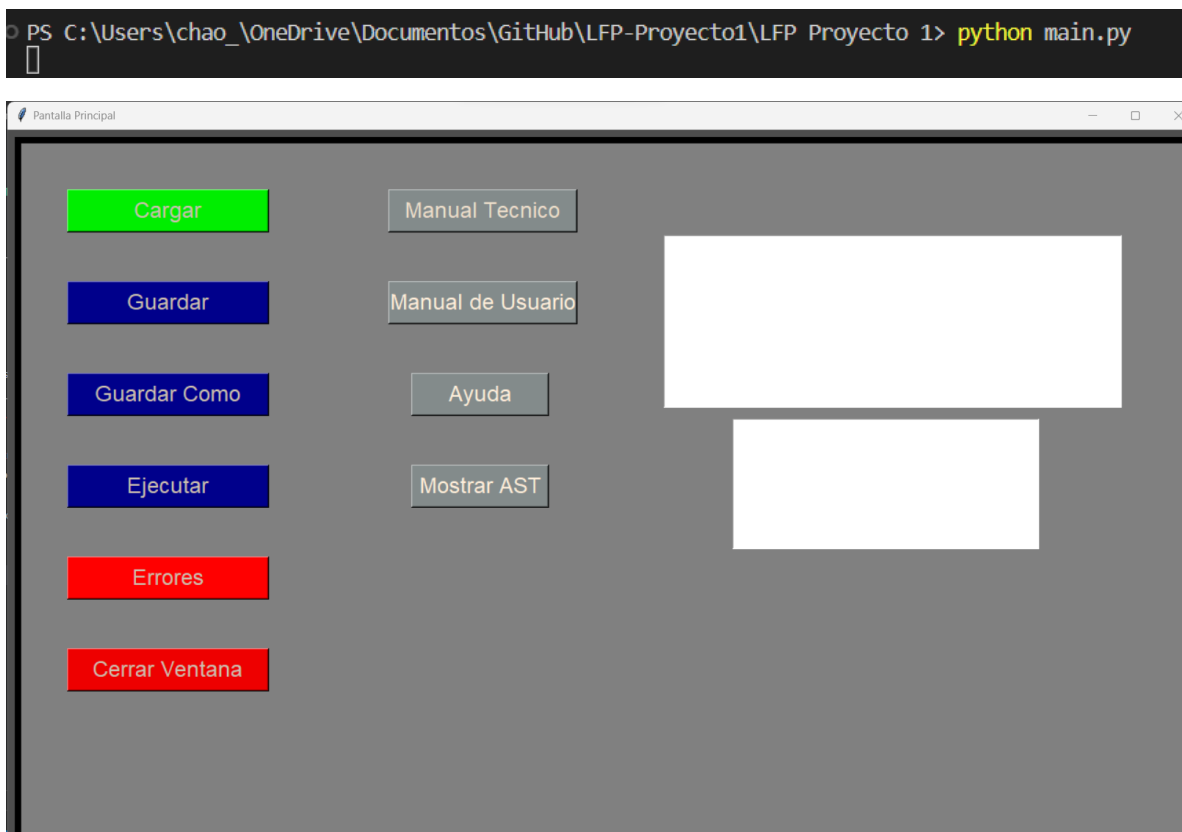 PS C:\Users\chao_\OneDrive\Documentos\GitHub\LFP-Proyecto1\LFP Proyecto 1> python main.py
Pantalla Principal
Cargar
Manual Tecnico
Guardar
Manual de Usuario
Guardar Como
Ayuda
Ejecutar
Mostrar AST
Errores
Cerrar Ventana